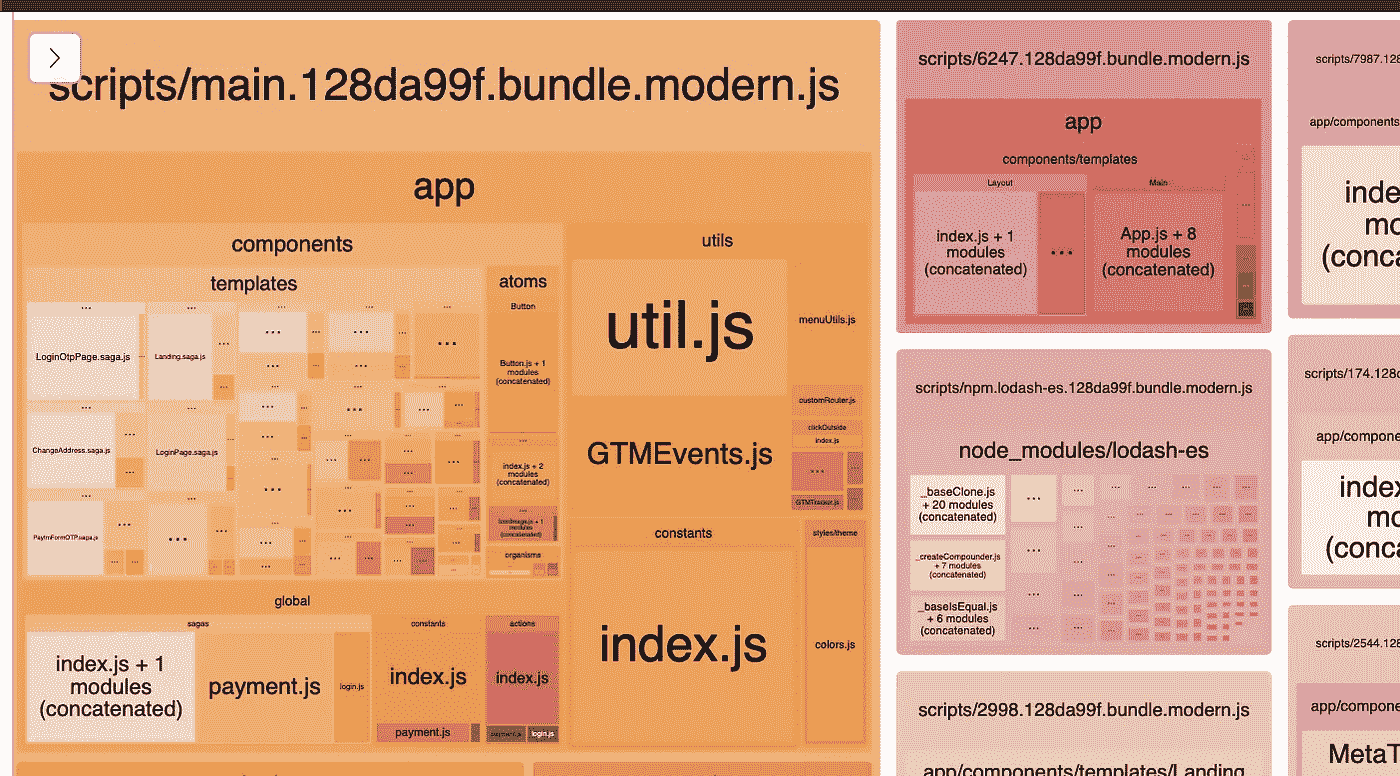 scripts/main.128da99f.bundle.modern.js
app
components
templates
...
LoginOtpPage.saga.js
Landing.saga.js
ChangeAddress.saga.js
LoginPage.saga.js
PaytmFormOTP.saga.js
atoms
Button
Button.js + 1
modules
(concatenated)
index.js + 2
modules
(concatenated)
organisms
utils
util.js
menuUtils.js
GTMEvents.js
customRouter.js
clickOutside
index.js
...
GTMTracker.js
constants
index.js
styles/theme
colors.js
global
sagas
index.js + 1
modules
(concatenated)
payment.js
login.js
constants
index.js
payment.js
actions
index.js
payment.js
login.js
scripts/6247.128da99f.bundle.modern.js
app
components/templates
Layout
index.js + 1
modules
(concatenated)
...
Main
App.js + 8
modules
(concatenated)
scripts/npm.lodash-es.128da99f.bundle.modern.js
node_modules/lodash-es
_baseClone.js
+ 20 modules
(concatenated)
_createCompounder.js
+ 7 modules
(concatenated)
_baseIsEqual.js
+ 6 modules
(concatenated)
...
scripts/2998.128da99f.bundle.modern.js
app/components/templates/Landing
scripts/7987.128
app/components
inde
mo
(conca
scripts/174.128d
app/compone
index
mo
(conca
scripts/2544.128
app/compone
MetaT